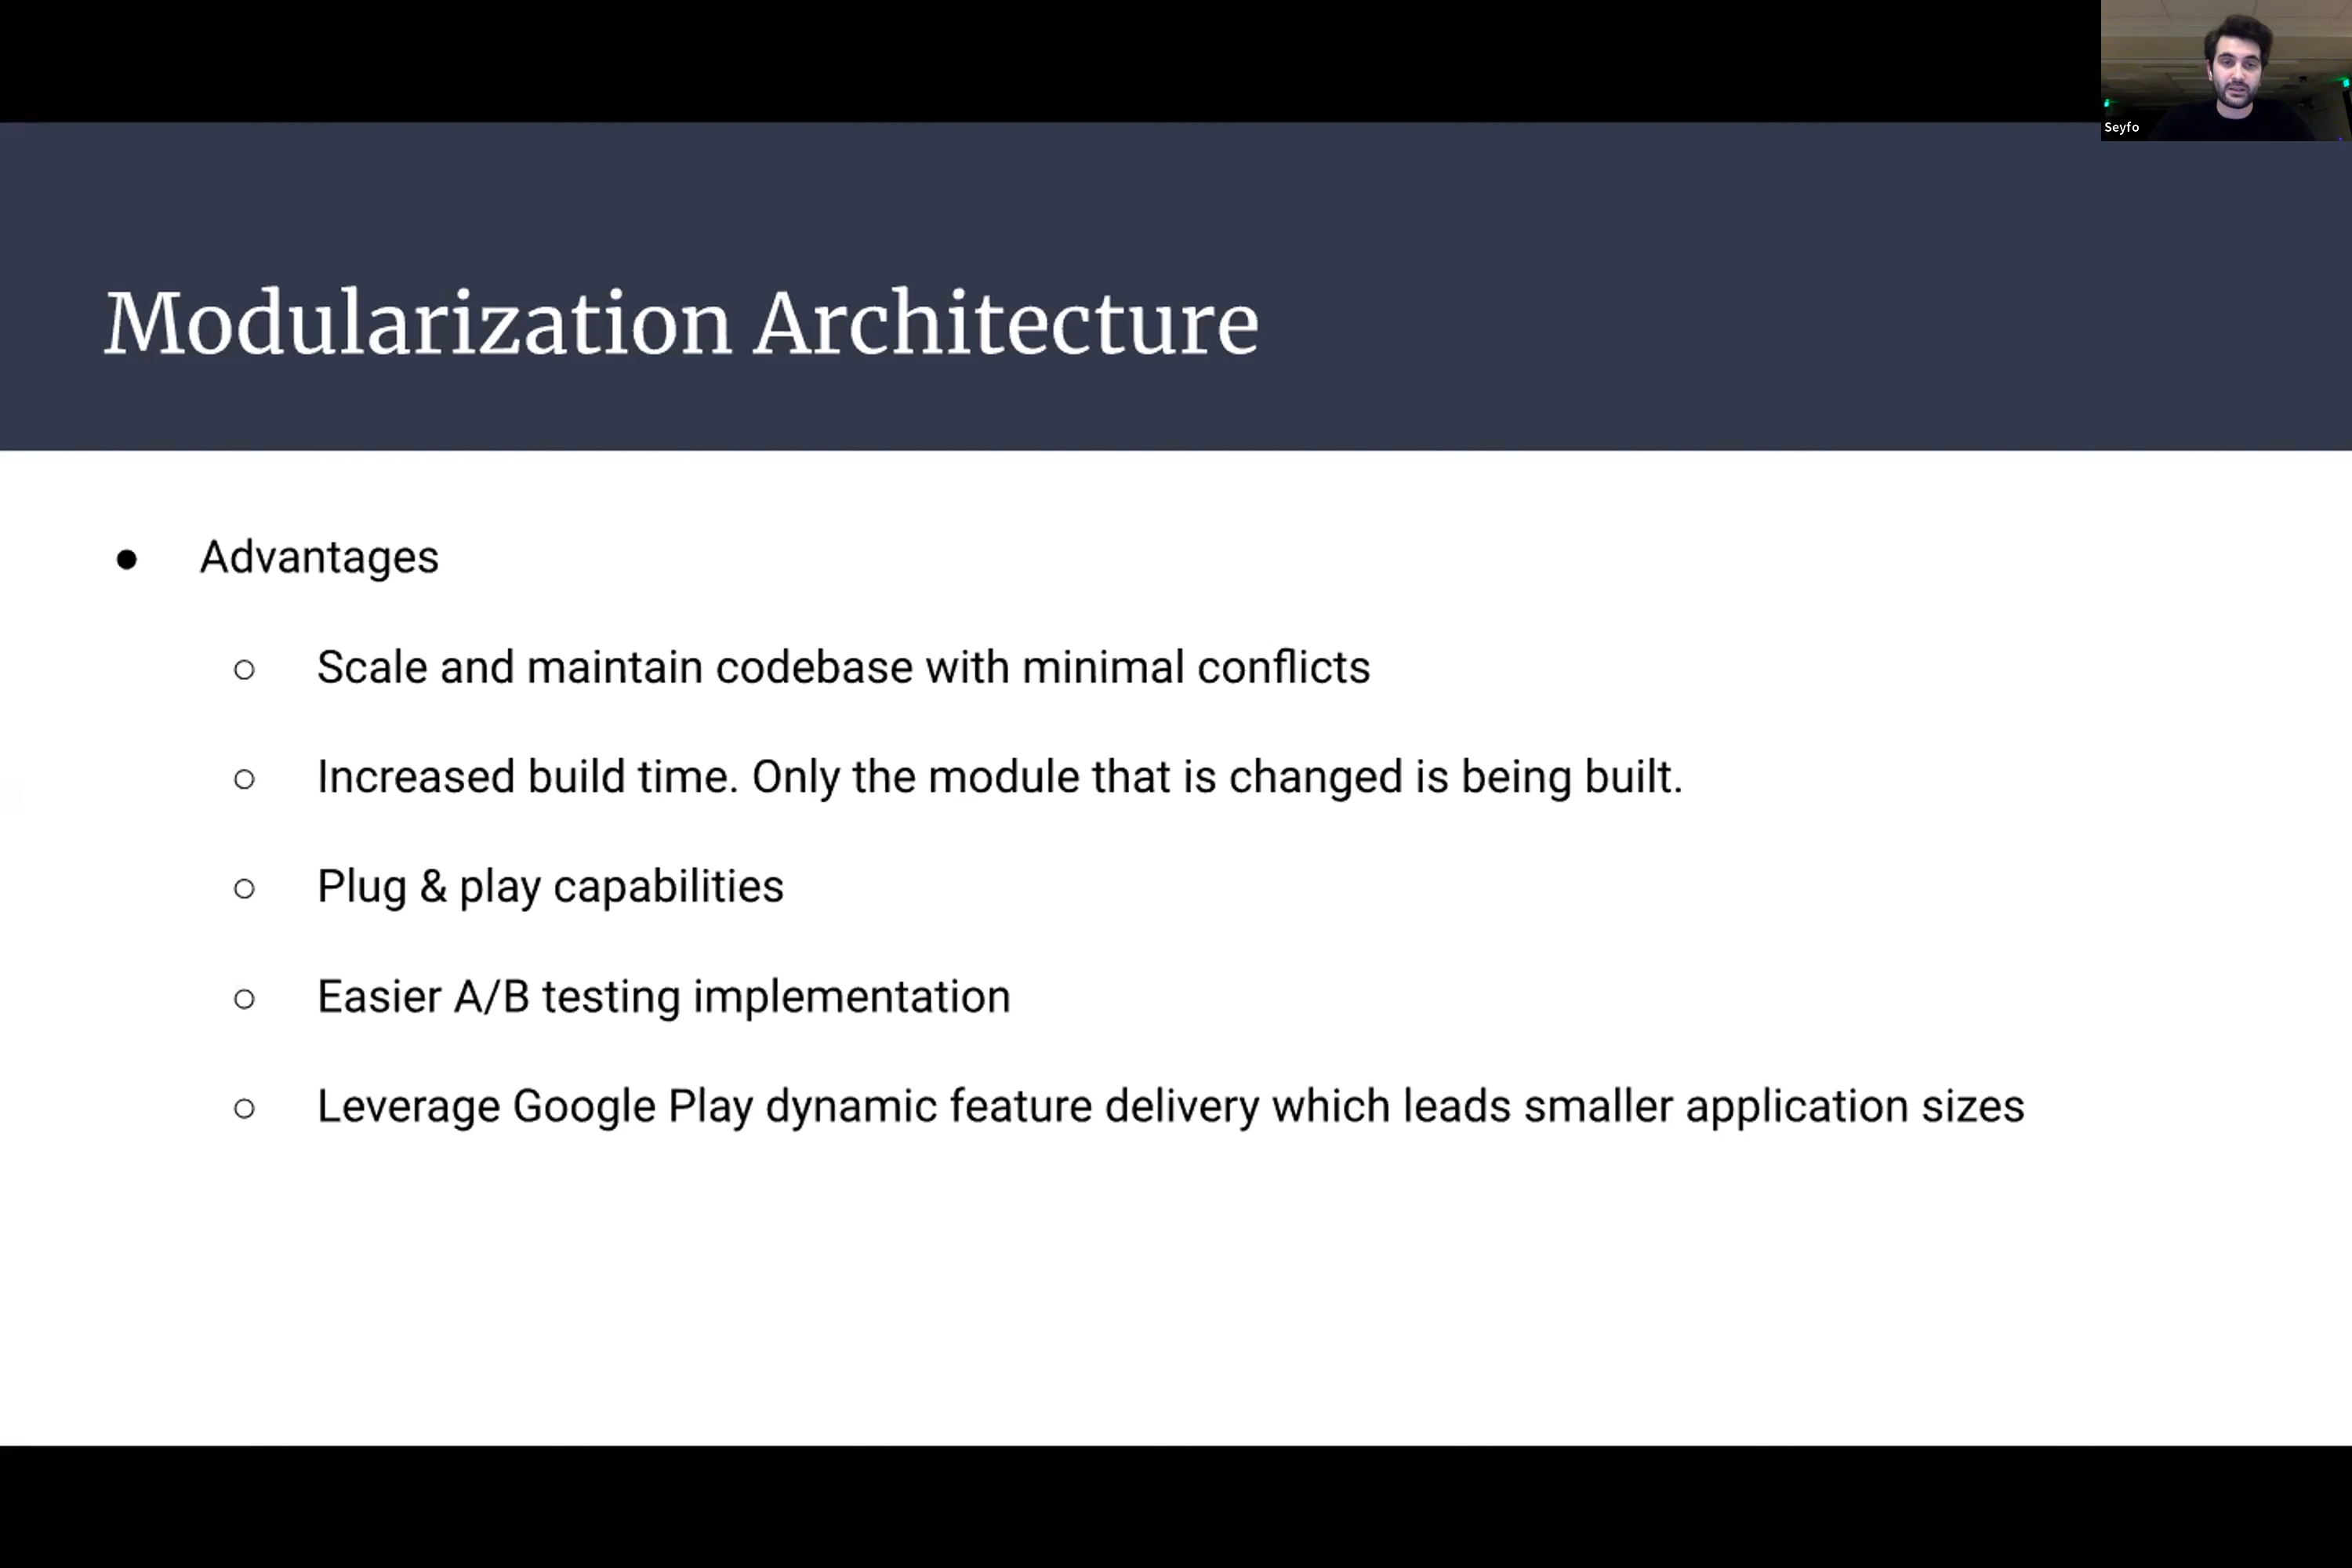 Seyfo
Modularization Architecture
● Advantages
○ Scale and maintain codebase with minimal conflicts
○ Increased build time. Only the module that is changed is being built.
○ Plug & play capabilities
○ Easier A/B testing implementation
○ Leverage Google Play dynamic feature delivery which leads smaller application sizes